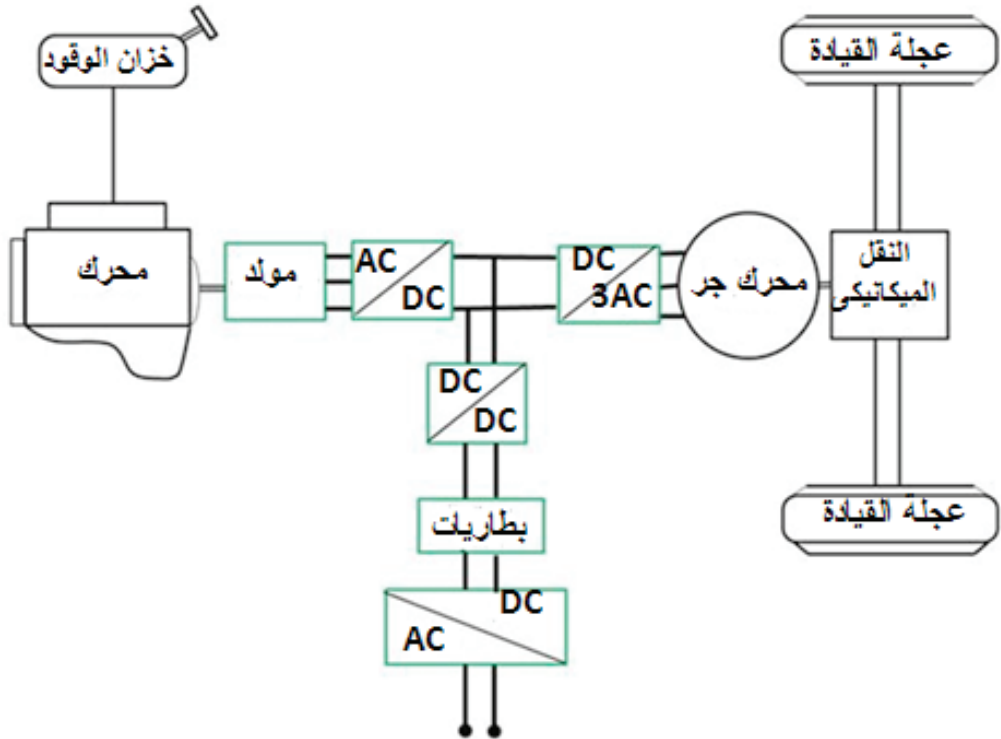 خزان الوقود
عجلة القيادة
محرك
مولد
AC
DC
DC
3AC
محرك جر
النقل
الميكانيكى
DC
DC
بطاريات
DC
AC
عجلة القيادة